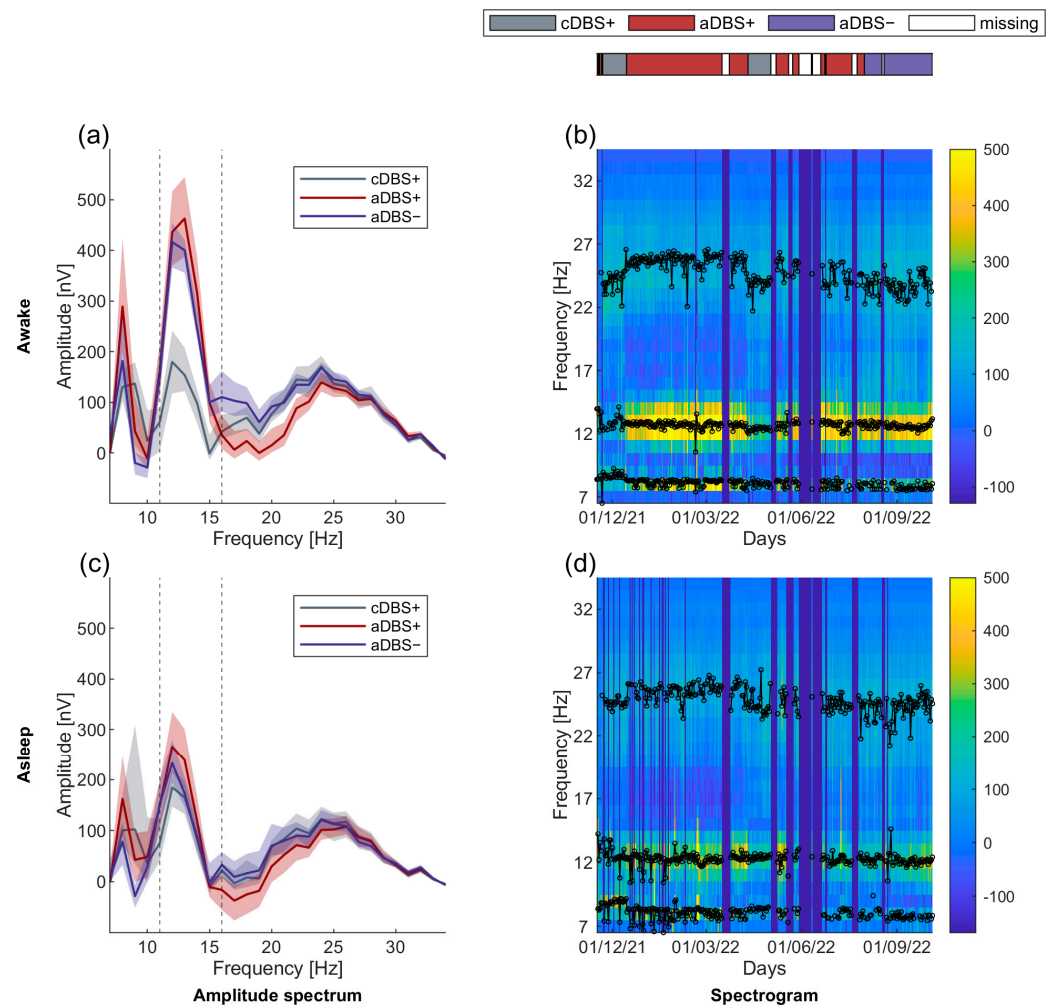 cDBS+ aDBS+ aDBS− missing
(a)
Awake
Amplitude [nV]
500
400
300
200
100
0
cDBS+
aDBS+
aDBS−
10 15 20 25 30
Frequency [Hz]
(b)
Frequency [Hz]
32
27
22
17
12
7
01/12/21 01/03/22 01/06/22 01/09/22
Days
500
400
300
200
100
0
-100
(c)
Asleep
Amplitude [nV]
500
400
300
200
100
0
cDBS+
aDBS+
aDBS−
10 15 20 25 30
Frequency [Hz]
Amplitude spectrum
(d)
Frequency [Hz]
32
27
22
17
12
7
01/12/21 01/03/22 01/06/22 01/09/22
Days
500
400
300
200
100
0
-100
Spectrogram